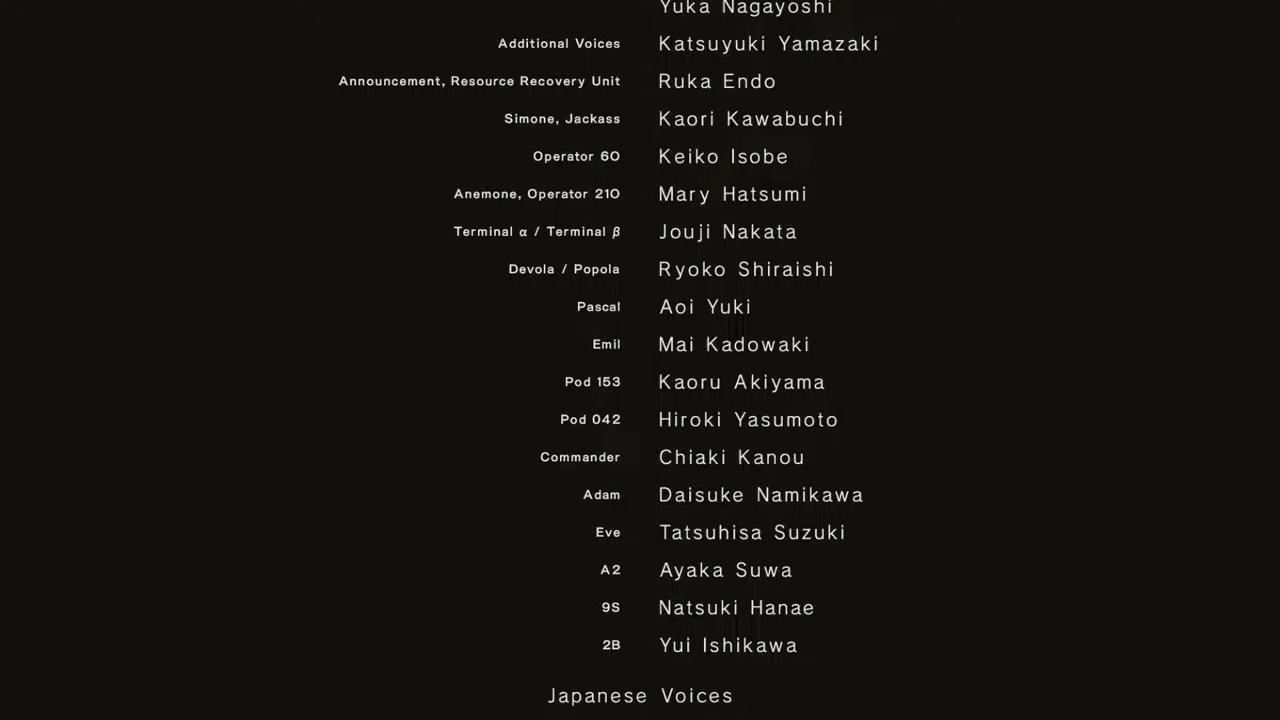 Yuka Nagayoshi
Additional Voices Katsuyuki Yamazaki
Announcement, Resource Recovery Unit Ruka Endo
Simone, Jackass Kaori Kawabuchi
Operator 6O Keiko Isobe
Anemone, Operator 21O Mary Hatsumi
Terminal α / Terminal β Jouji Nakata
Devola / Popola Ryoko Shiraishi
Pascal Aoi Yuki
Emil Mai Kadowaki
Pod 153 Kaoru Akiyama
Pod 042 Hiroki Yasumoto
Commander Chiaki Kanou
Adam Daisuke Namikawa
Eve Tatsuhisa Suzuki
A2 Ayaka Suwa
9S Natsuki Hanae
2B Yui Ishikawa
Japanese Voices